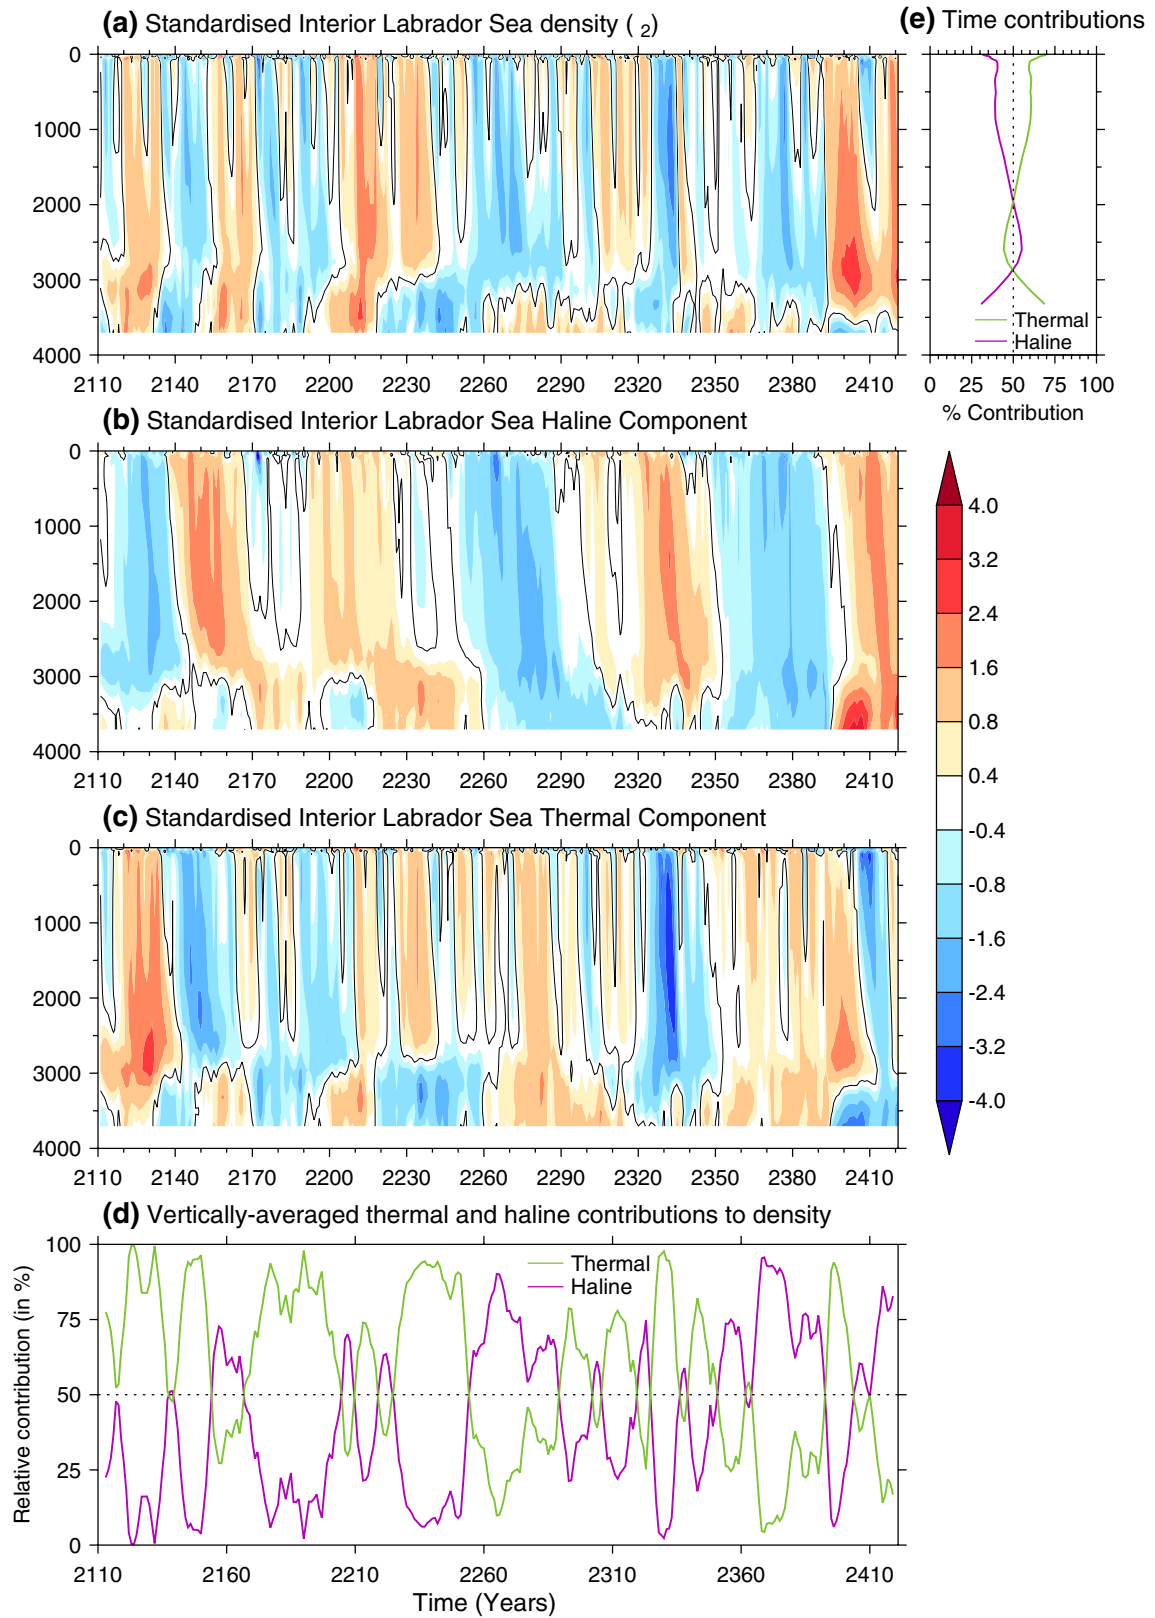 (a) Standardised Interior Labrador Sea density ( 2)
(e) Time contributions
0
1000
2000
3000
4000
2110 2140 2170 2200 2230 2260 2290 2320 2350 2380 2410
Thermal
Haline
0 25 50 75 100
% Contribution
(b) Standardised Interior Labrador Sea Haline Component
0
1000
2000
3000
4000
2110 2140 2170 2200 2230 2260 2290 2320 2350 2380 2410
4.0
3.2
2.4
1.6
0.8
0.4
-0.4
-0.8
-1.6
-2.4
-3.2
-4.0
(c) Standardised Interior Labrador Sea Thermal Component
0
1000
2000
3000
4000
2110 2140 2170 2200 2230 2260 2290 2320 2350 2380 2410
(d) Vertically-averaged thermal and haline contributions to density
Relative contribution (in %)
100
75
50
25
0
Thermal
Haline
2110 2160 2210 2260 2310 2360 2410
Time (Years)